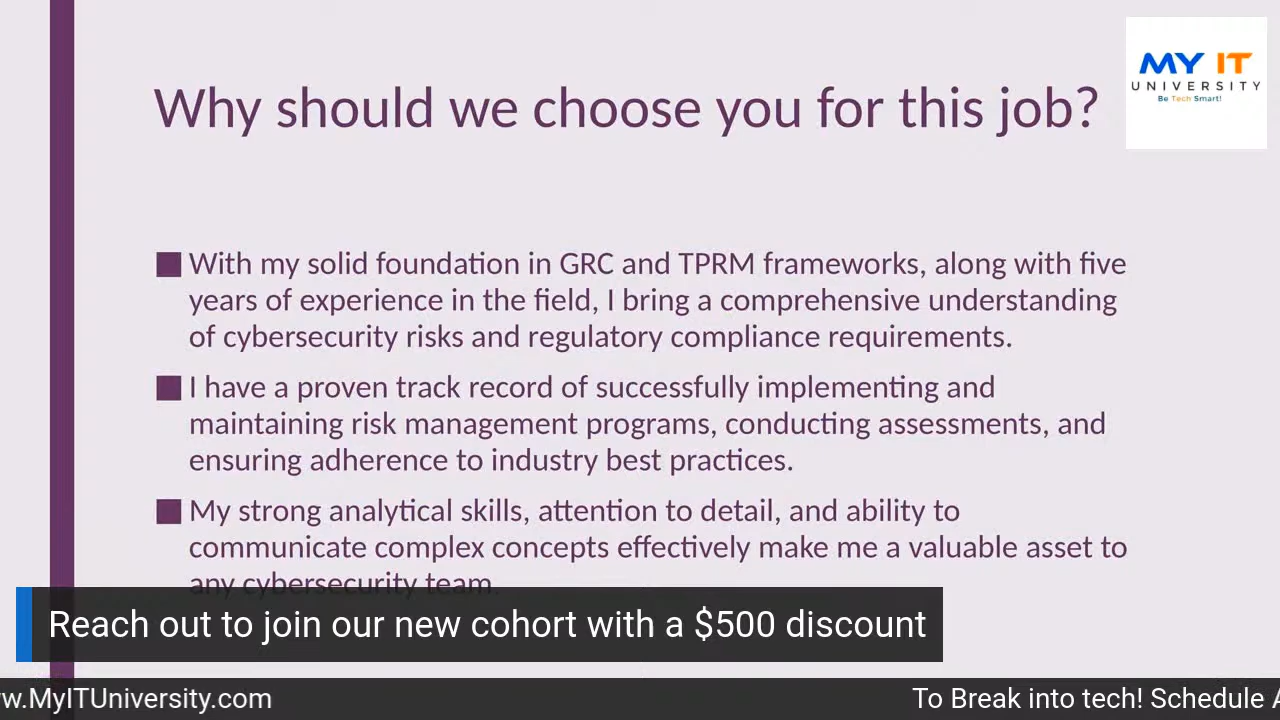 MY IT
UNIVERSITY
Be Tech Smart!
Why should we choose you for this job?
With my solid foundation in GRC and TPRM frameworks, along with five
years of experience in the field, I bring a comprehensive understanding
of cybersecurity risks and regulatory compliance requirements.
I have a proven track record of successfully implementing and
maintaining risk management programs, conducting assessments, and
ensuring adherence to industry best practices.
My strong analytical skills, attention to detail, and ability to
communicate complex concepts effectively make me a valuable asset to
any cybersecurity team.
Reach out to join our new cohort with a $500 discount
w.MyITUniversity.com
To Break into tech! Schedule A